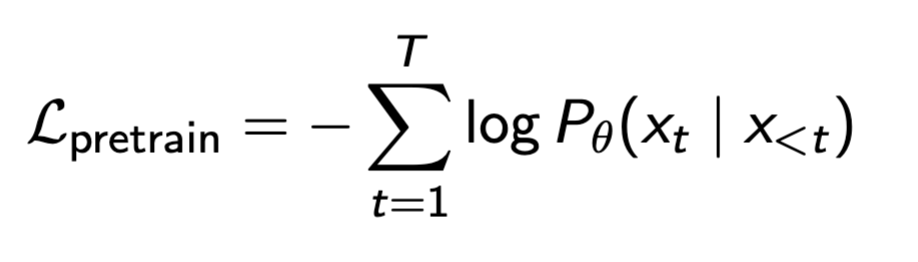 ℒ_pretrain = − ∑_{t=1}^{T} log P_θ(x_t | x_{<t})